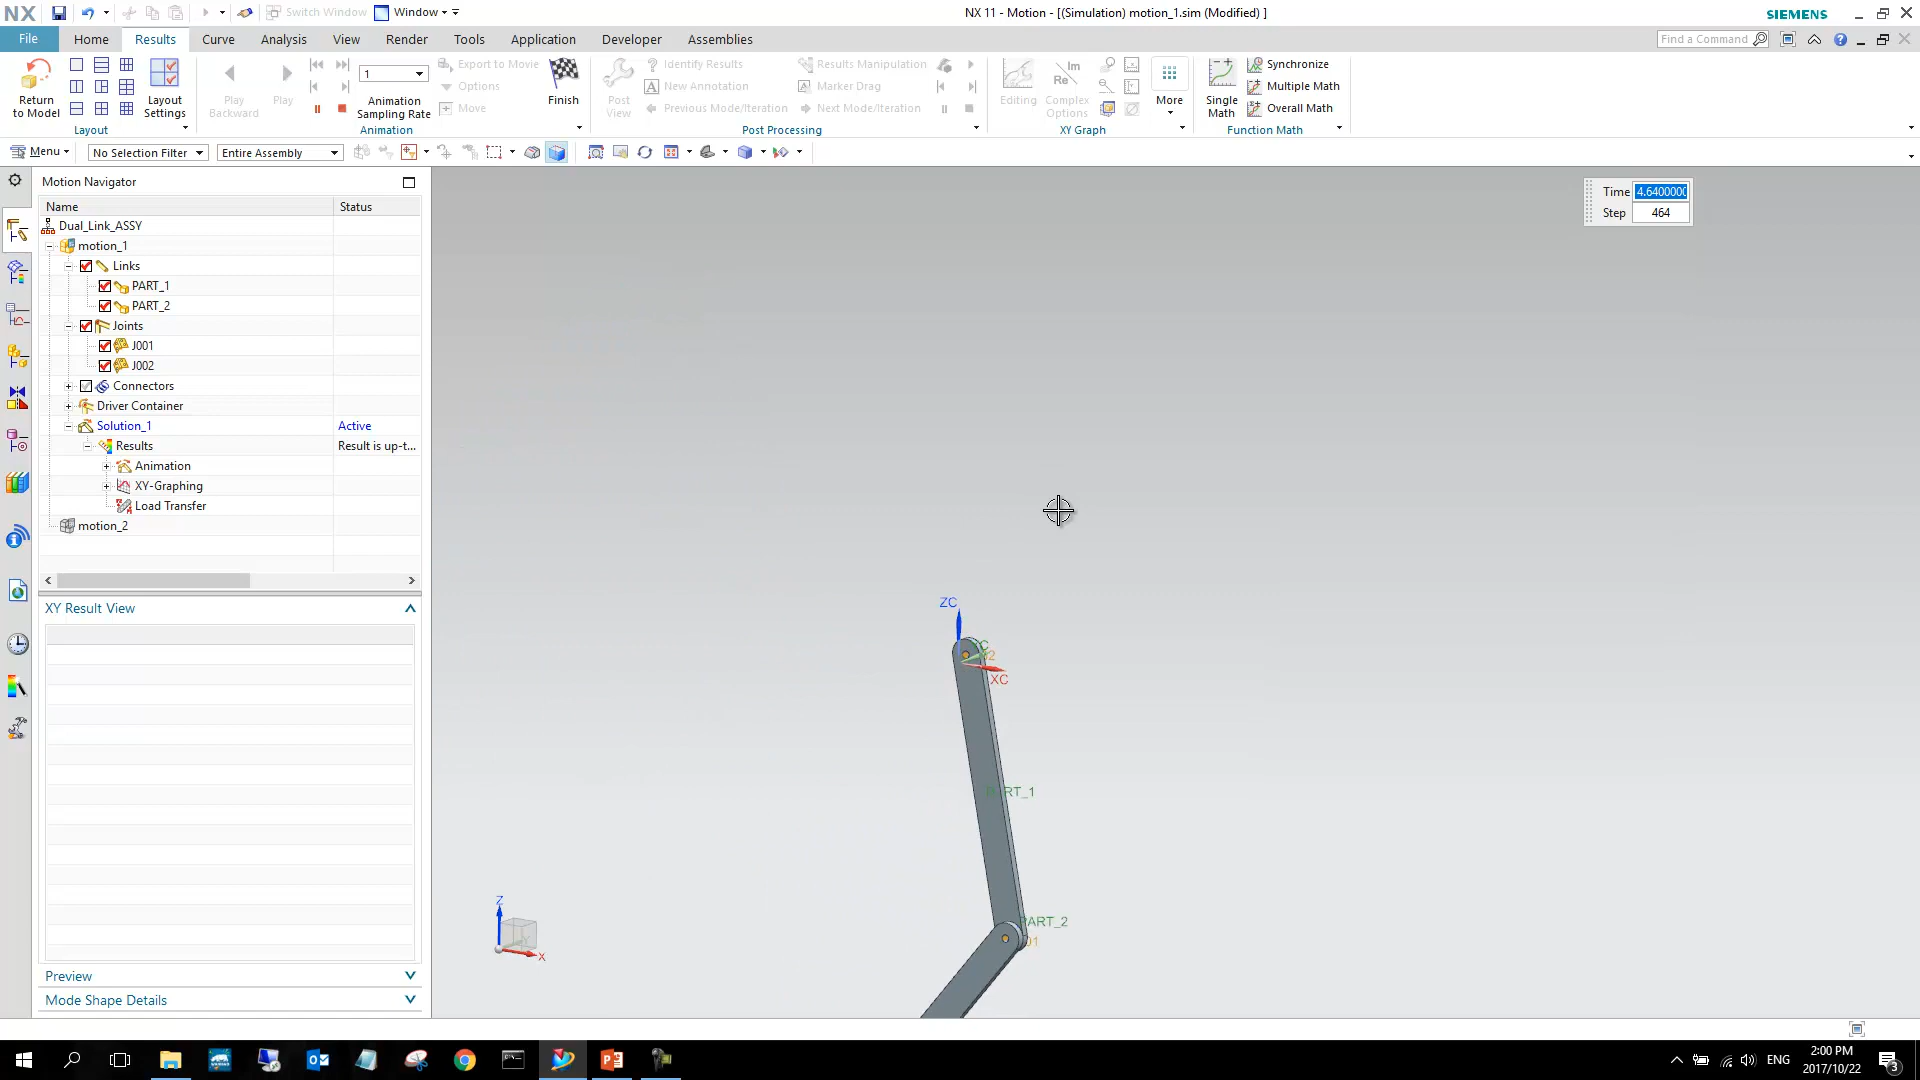 NX
Switch Window
Window
NX 11 - Motion - [(Simulation) motion_1.sim (Modified) ]
SIEMENS
File
Home
Results
Curve
Analysis
View
Render
Tools
Application
Developer
Assemblies
Find a Command
Return to Model
Layout Settings
Layout
Play Backward
Play
1
Animation Sampling Rate
Animation
Export to Movie
Options
Move
Finish
Post View
Identify Results
New Annotation
Previous Mode/Iteration
Results Manipulation
Marker Drag
Next Mode/Iteration
Post Processing
Editing
Complex Options
More
XY Graph
Single Math
Synchronize
Multiple Math
Overall Math
Function Math
Menu
No Selection Filter
Entire Assembly
Motion Navigator
Name
Status
Dual_Link_ASSY
motion_1
Links
PART_1
PART_2
Joints
J001
J002
Connectors
Driver Container
Solution_1
Active
Results
Result is up-t...
Animation
XY-Graphing
Load Transfer
motion_2
XY Result View
Preview
Mode Shape Details
Time
4.6400000
Step
464
ZC
XC
PART_2
Z
X
ENG
2:00 PM
2017/10/22
3